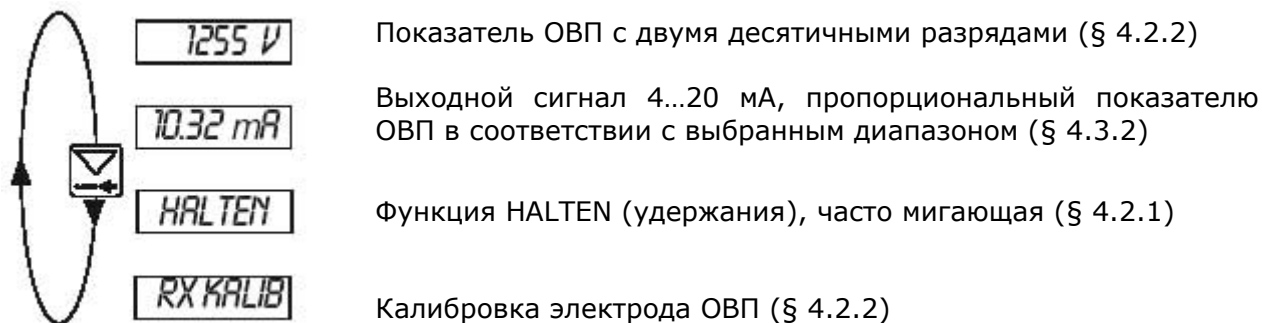 1255 V
Показатель ОВП с двумя десятичными разрядами (§ 4.2.2)
10.32 mA
Выходной сигнал 4…20 мА, пропорциональный показателю
ОВП в соответствии с выбранным диапазоном (§ 4.3.2)
HALTEN
Функция HALTEN (удержания), часто мигающая (§ 4.2.1)
RX KALIB
Калибровка электрода ОВП (§ 4.2.2)